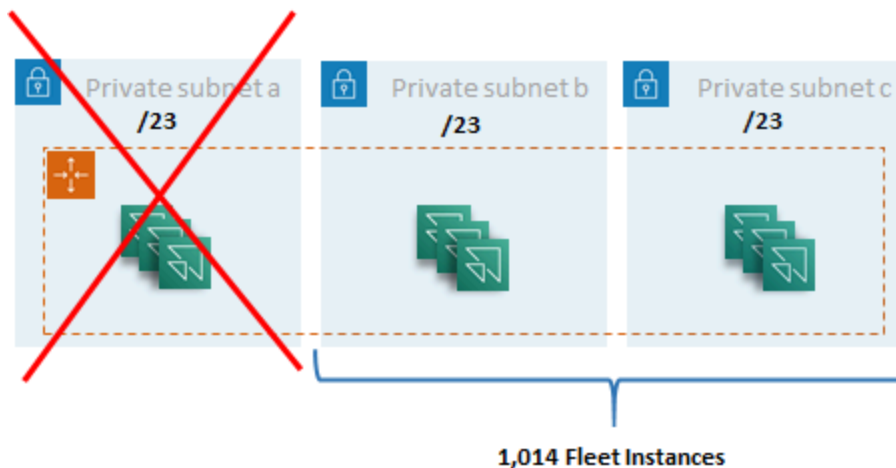 Private subnet a
/23
Private subnet b
/23
Private subnet c
/23
1,014 Fleet Instances